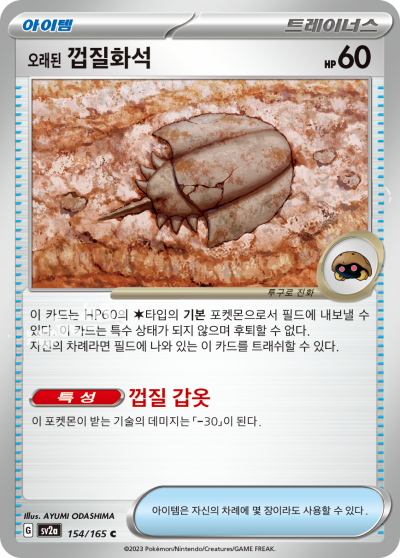 아이템 트레이너스
오래된 껍질화석 HP 60
투구로 진화
이 카드는 HP60의 무타입의 기본 포켓몬으로서 필드에 내보낼 수
있다. 이 카드는 특수 상태가 되지 않으며 후퇴할 수 없다.
자신의 차례라면 필드에 나와 있는 이 카드를 트래쉬할 수 있다.
특성 껍질 갑옷
이 포켓몬이 받는 기술의 데미지는 「-30」이 된다.
Illus. AYUMI ODASHIMA
G sv2a 154/165 C
아이템은 자신의 차례에 몇 장이라도 사용할 수 있다.
©2023 Pokémon/Nintendo/Creatures/GAME FREAK.